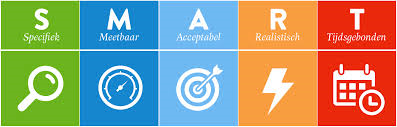 S M A R T
Specifiek Meetbaar Acceptabel Realistisch Tijdsgebonden